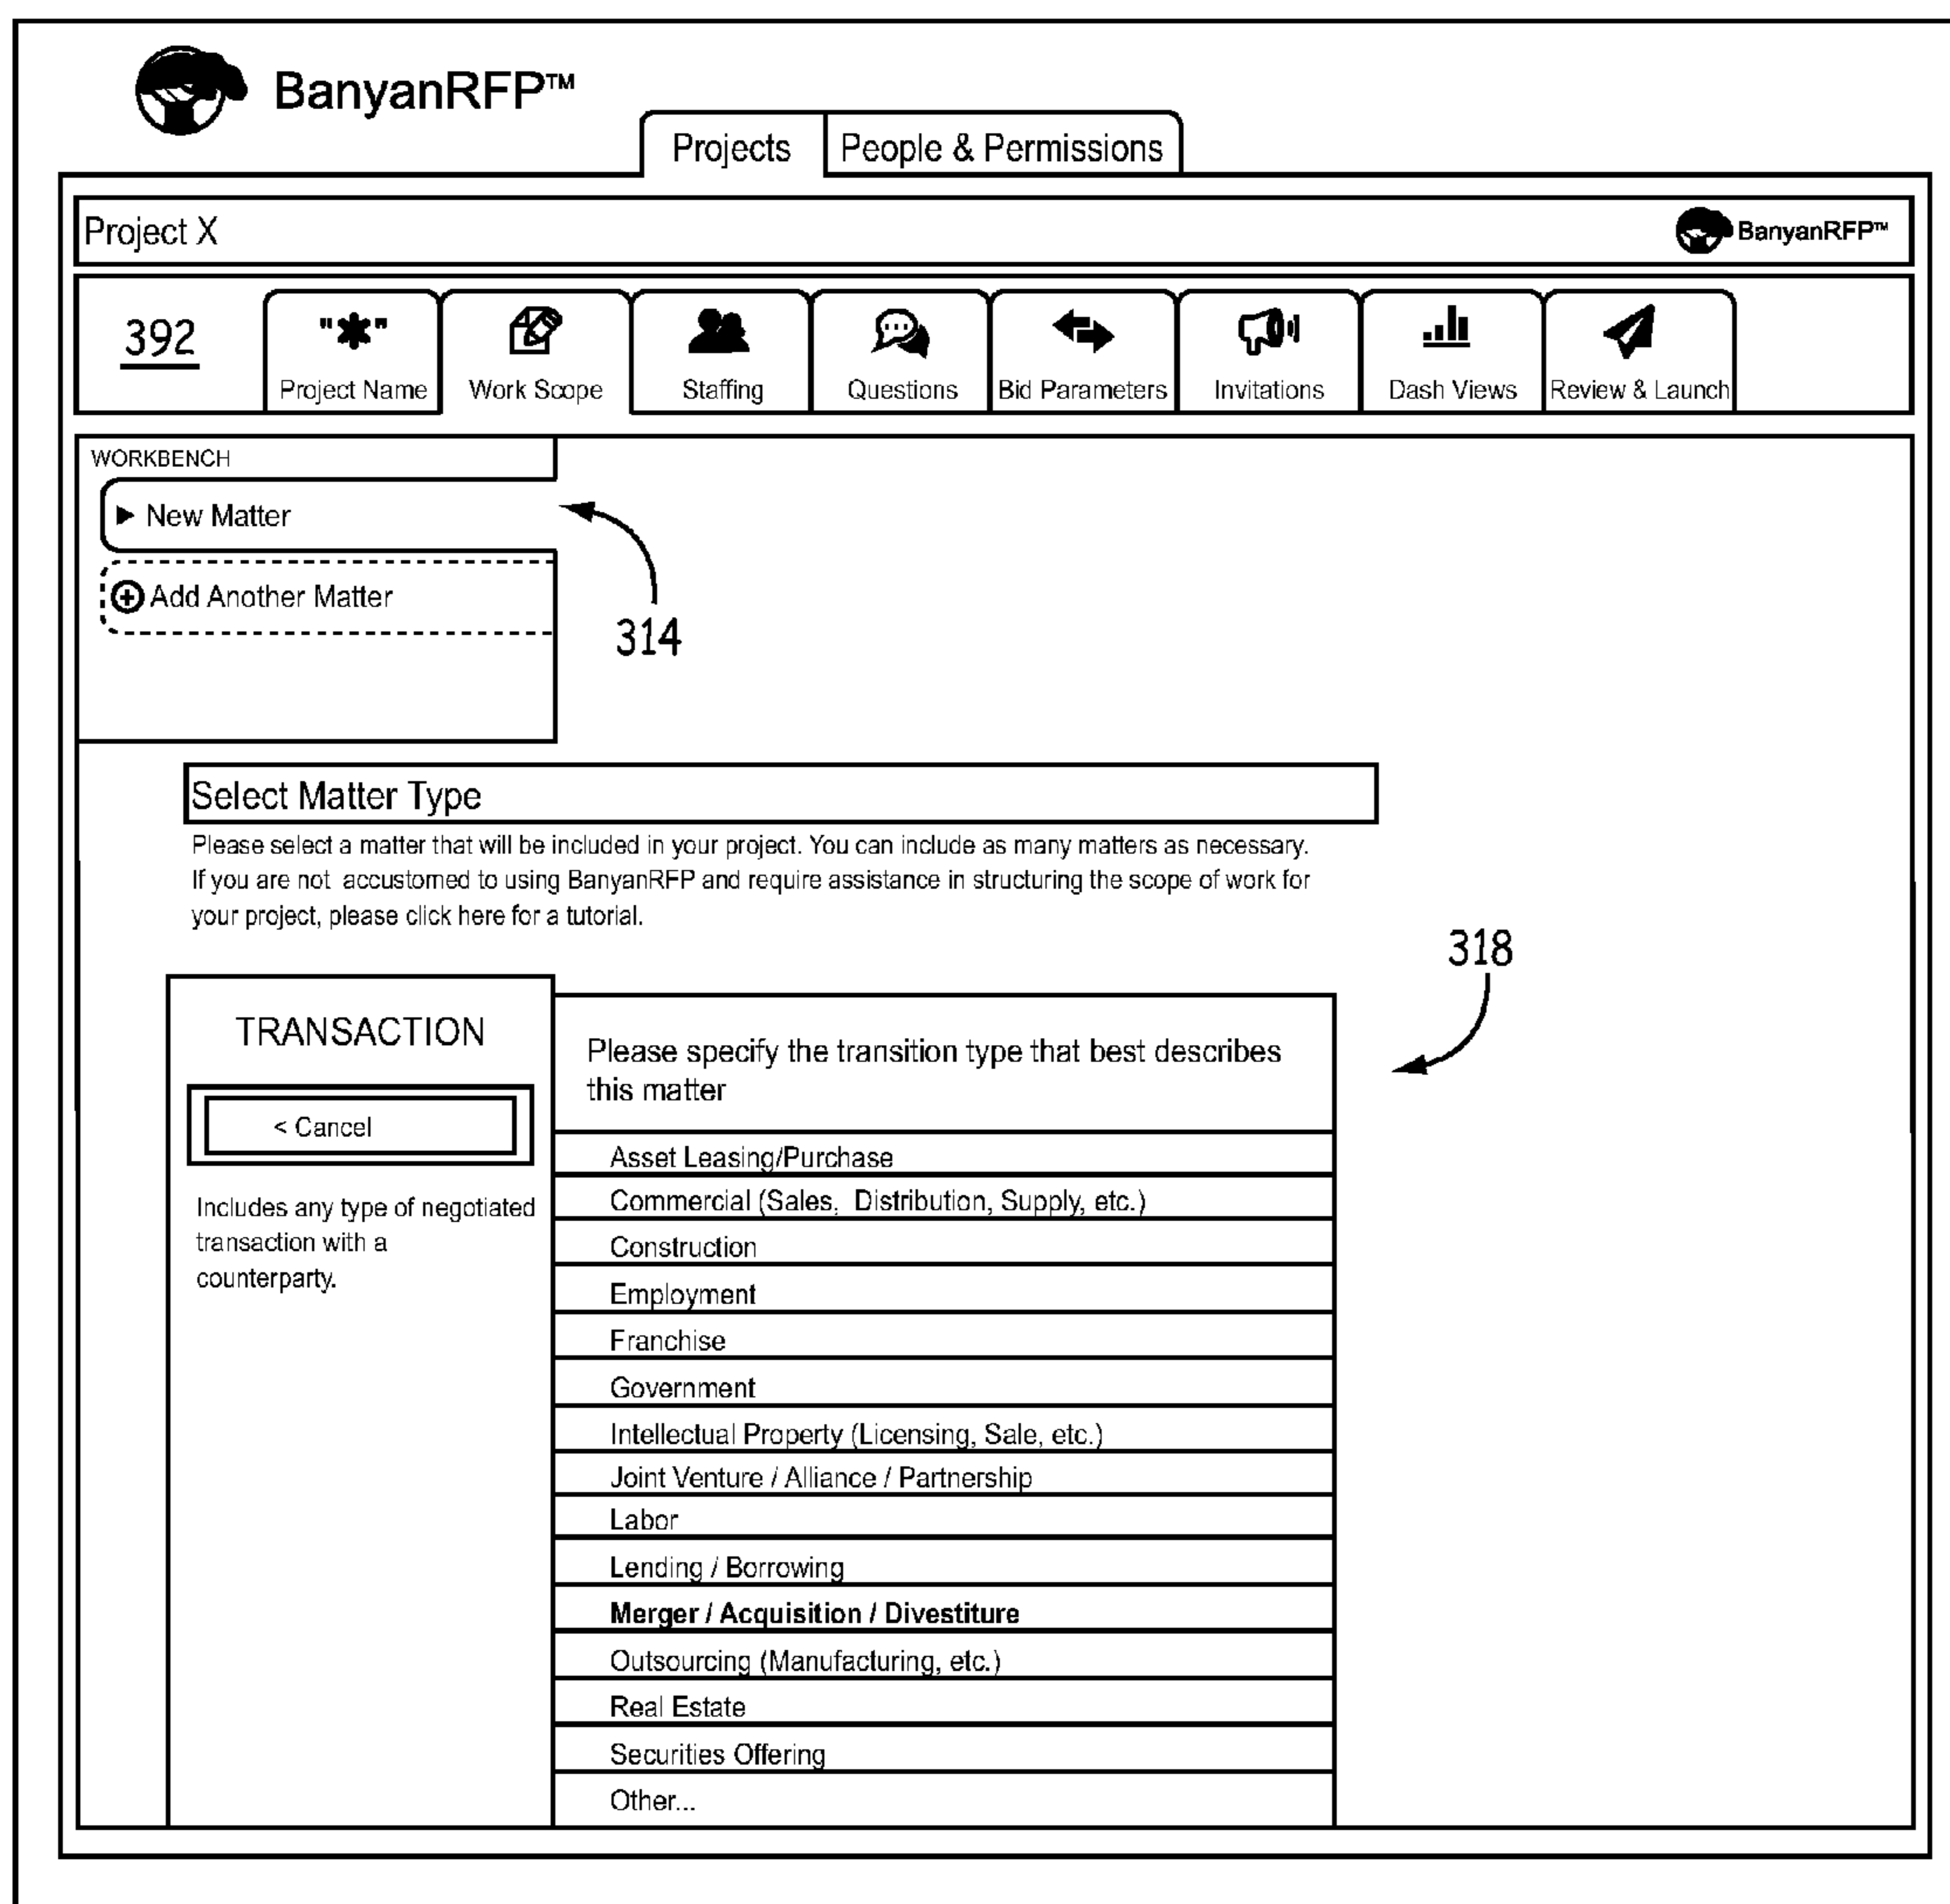 BanyanRFP™
Projects
People & Permissions
Project X
BanyanRFP™
392
"*"
Project Name
Work Scope
Staffing
Questions
Bid Parameters
Invitations
Dash Views
Review & Launch
WORKBENCH
New Matter
Add Another Matter
314
Select Matter Type
Please select a matter that will be included in your project. You can include as many matters as necessary.
If you are not accustomed to using BanyanRFP and require assistance in structuring the scope of work for
your project, please click here for a tutorial.
318
TRANSACTION
< Cancel
Includes any type of negotiated
transaction with a
counterparty.
Please specify the transition type that best describes
this matter
Asset Leasing/Purchase
Commercial (Sales, Distribution, Supply, etc.)
Construction
Employment
Franchise
Government
Intellectual Property (Licensing, Sale, etc.)
Joint Venture / Alliance / Partnership
Labor
Lending / Borrowing
Merger / Acquisition / Divestiture
Outsourcing (Manufacturing, etc.)
Real Estate
Securities Offering
Other...